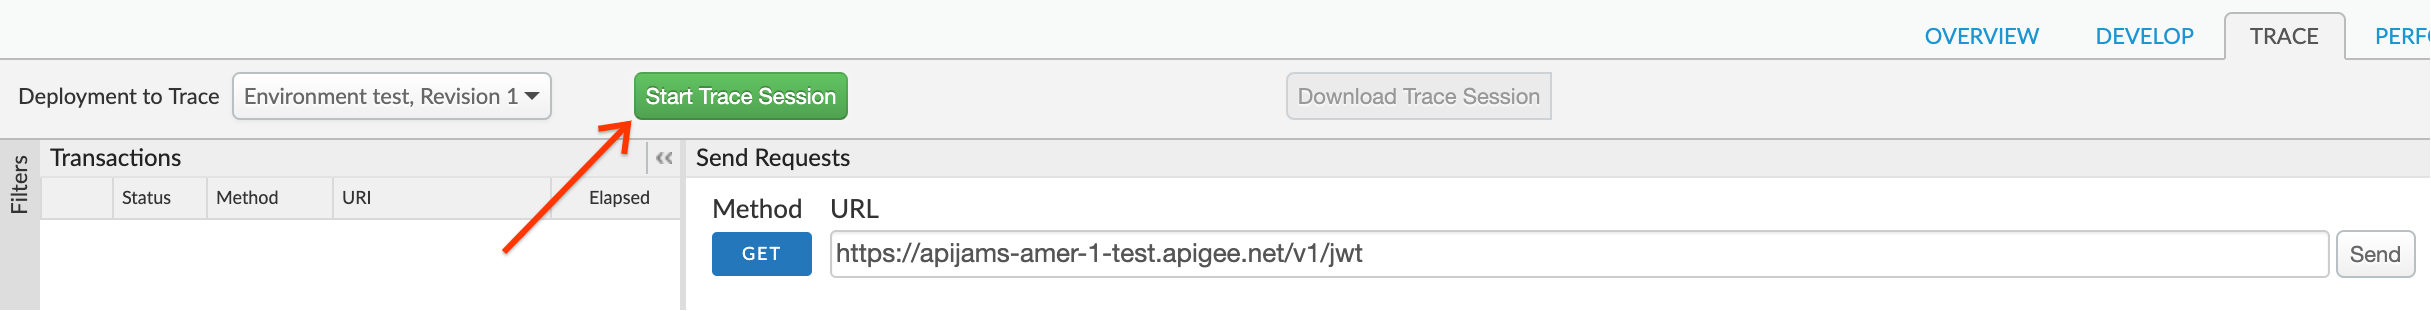 OVERVIEW DEVELOP TRACE PERFO
Deployment to Trace Environment test, Revision 1 Start Trace Session Download Trace Session
Filters
Transactions «
Status Method URI Elapsed
Send Requests
Method URL
GET https://apijams-amer-1-test.apigee.net/v1/jwt Send